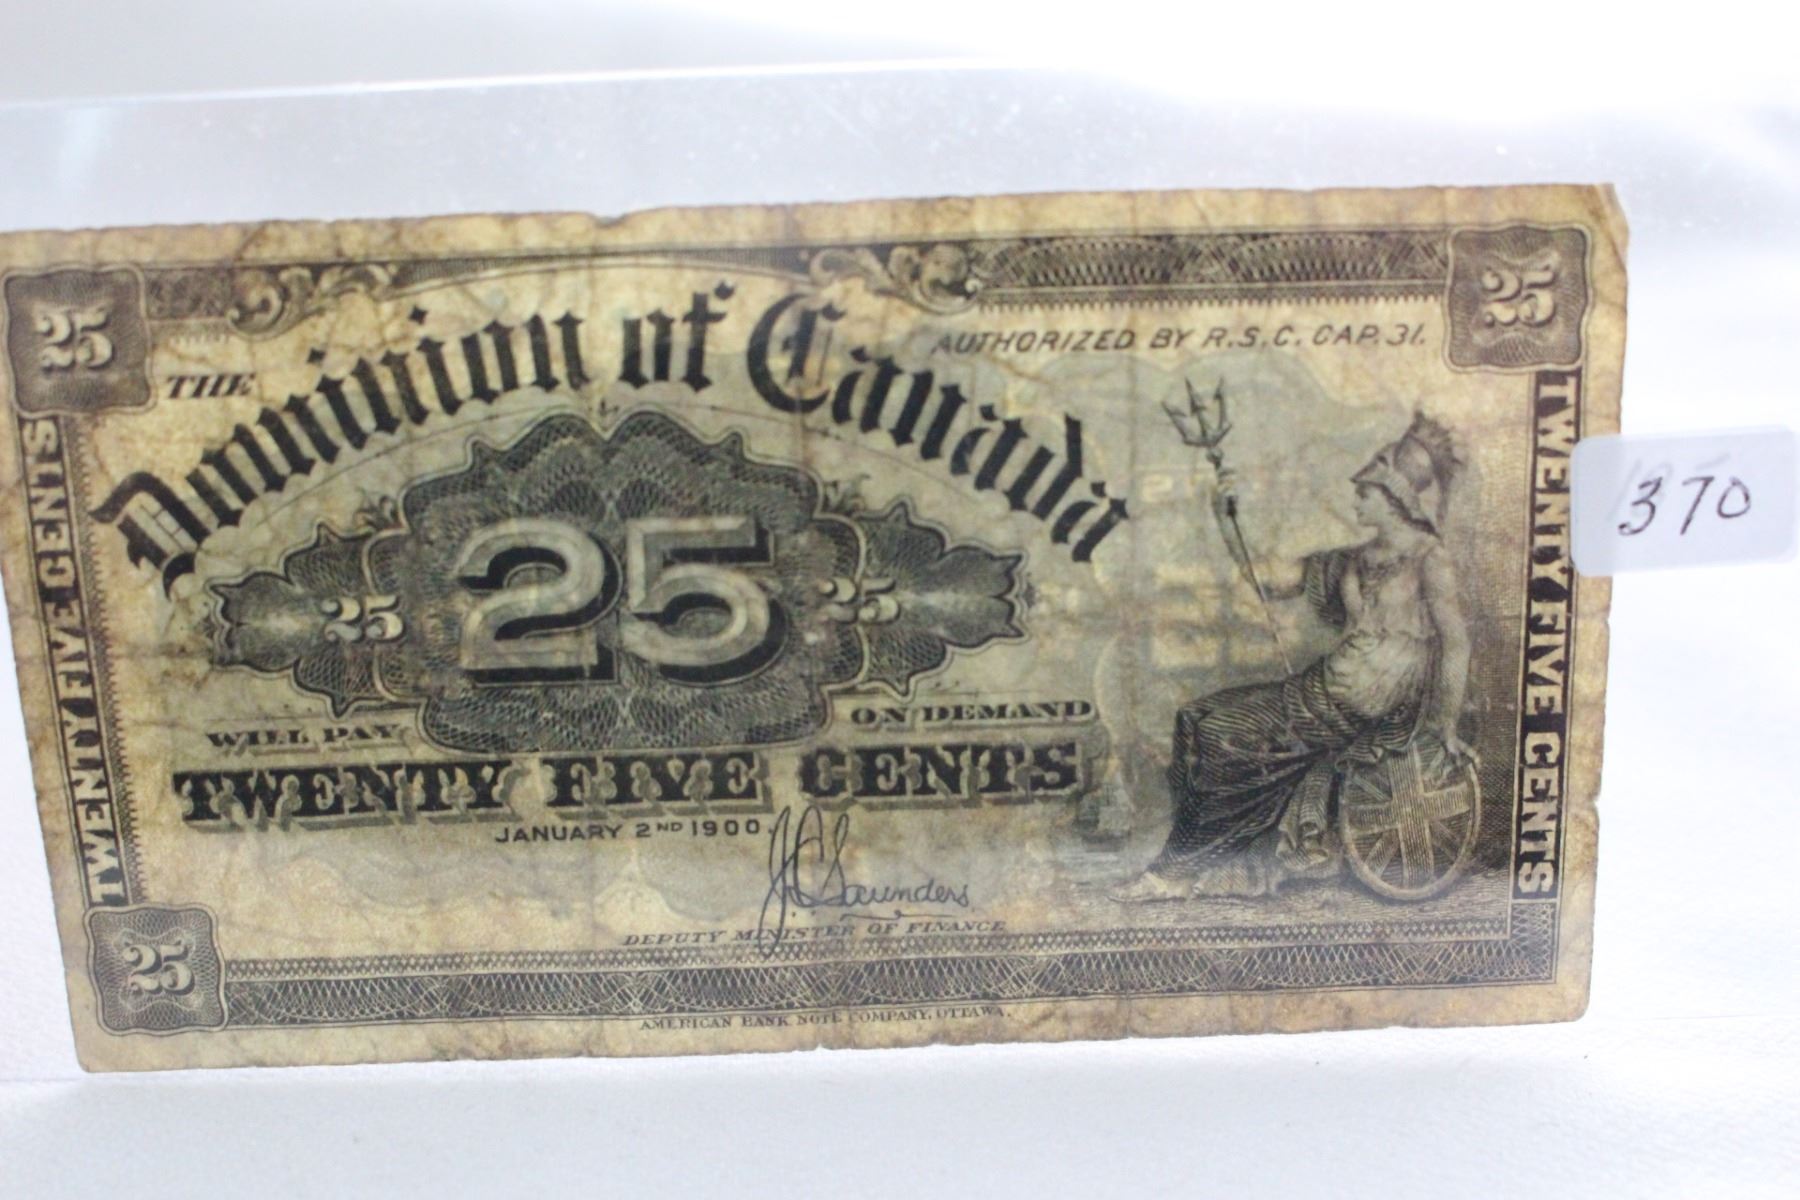 25
25
THE
Dominion of Canada
AUTHORIZED BY R.S.C. CAP. 31.
TWENTY FIVE CENTS
TWENTY FIVE CENTS
370
25
25
25
WILL PAY
ON DEMAND
TWENTY FIVE CENTS
JANUARY 2ND 1900.
J C Saunders
DEPUTY MINISTER OF FINANCE
25
AMERICAN BANK NOTE COMPANY, OTTAWA.